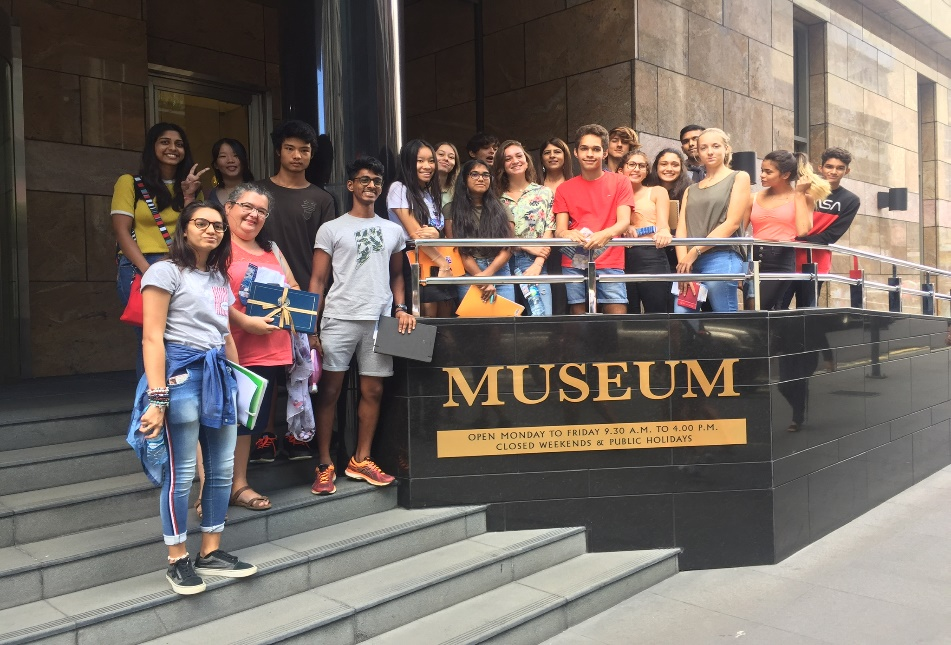 MUSEUM
OPEN MONDAY TO FRIDAY 9.30 A.M. TO 4.00 P.M.
CLOSED WEEKENDS & PUBLIC HOLIDAYS